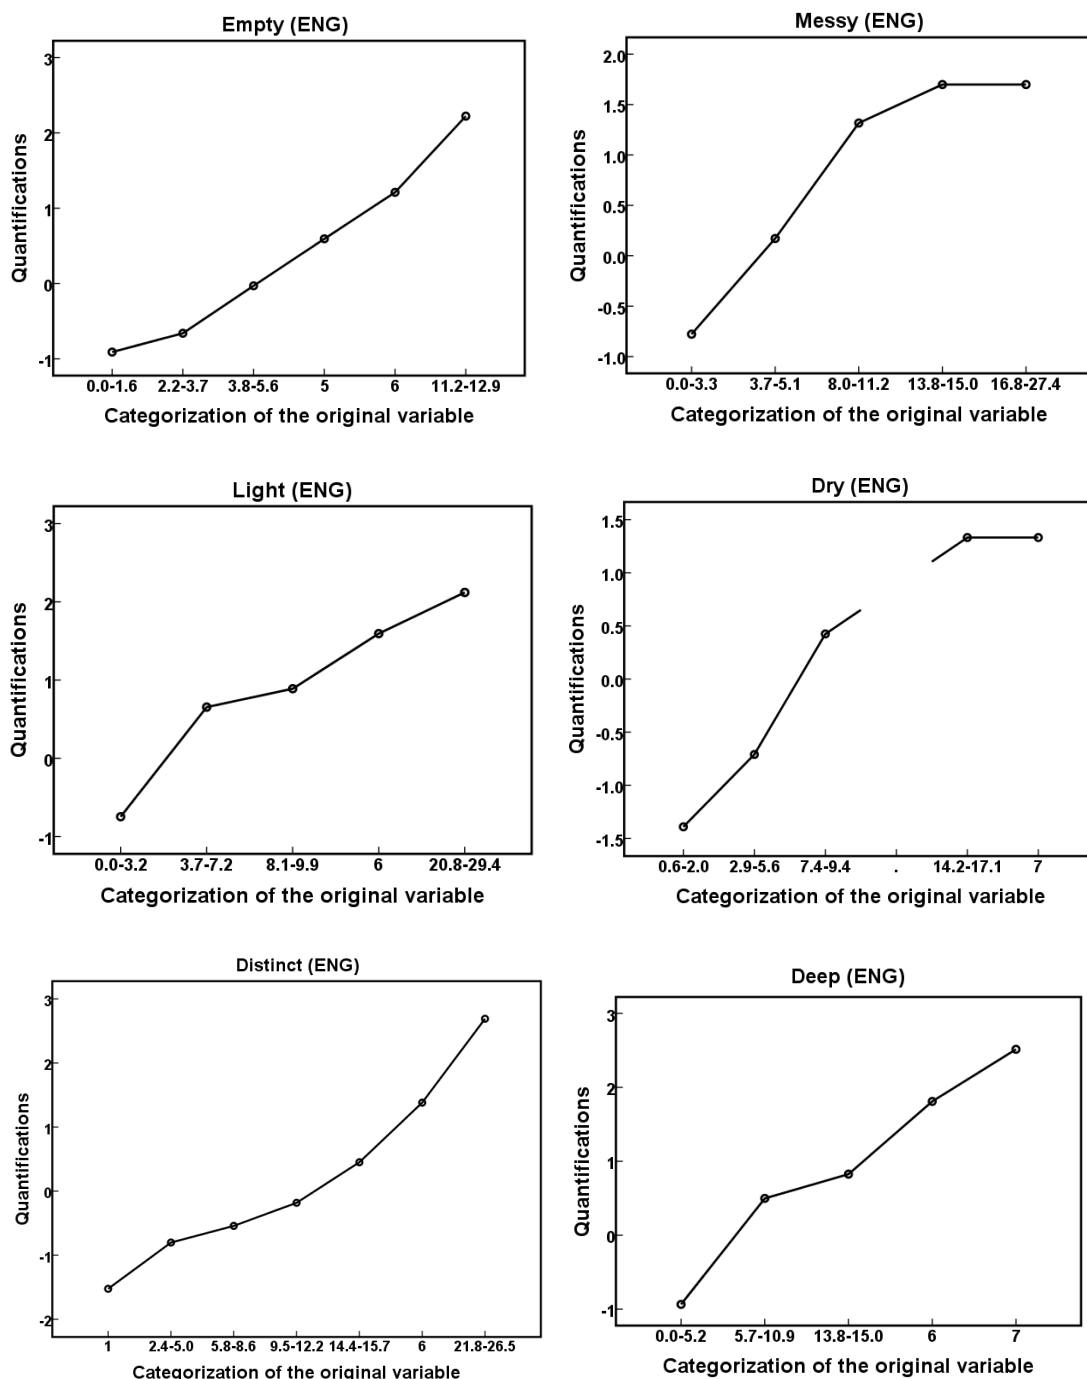 Empty (ENG)
Quantifications
3
2
1
0
-1
0.0-1.6 2.2-3.7 3.8-5.6 5 6 11.2-12.9
Categorization of the original variable
Messy (ENG)
Quantifications
2.0
1.5
1.0
0.5
0.0
-0.5
-1.0
0.0-3.3 3.7-5.1 8.0-11.2 13.8-15.0 16.8-27.4
Categorization of the original variable
Light (ENG)
Quantifications
3
2
1
0
-1
0.0-3.2 3.7-7.2 8.1-9.9 6 20.8-29.4
Categorization of the original variable
Dry (ENG)
Quantifications
1.5
1.0
0.5
0.0
-0.5
-1.0
-1.5
0.6-2.0 2.9-5.6 7.4-9.4 . 14.2-17.1 7
Categorization of the original variable
Distinct (ENG)
Quantifications
3
2
1
0
-1
-2
1 2.4-5.0 5.8-8.6 9.5-12.2 14.4-15.7 6 21.8-26.5
Categorization of the original variable
Deep (ENG)
Quantifications
3
2
1
0
-1
0.0-5.2 5.7-10.9 13.8-15.0 6 7
Categorization of the original variable